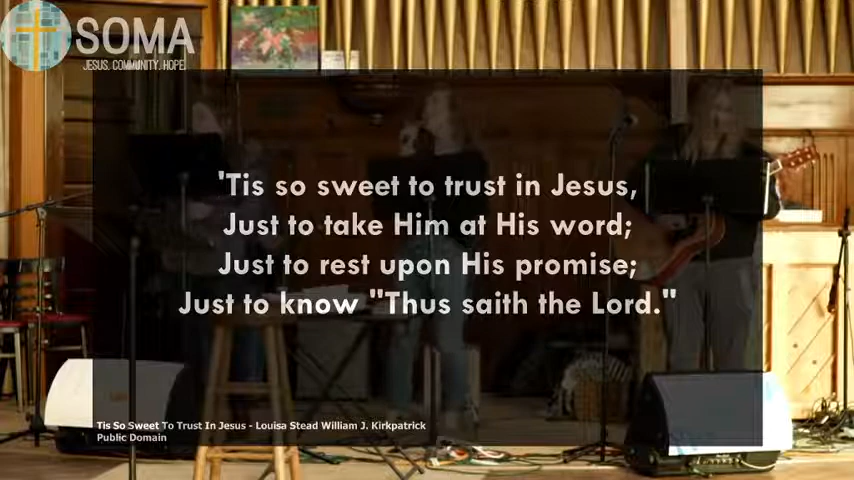 SOMA
JESUS. COMMUNITY. HOPE.
'Tis so sweet to trust in Jesus,
Just to take Him at His word;
Just to rest upon His promise;
Just to know "Thus saith the Lord."
Tis So Sweet To Trust In Jesus - Louisa Stead William J. Kirkpatrick
Public Domain